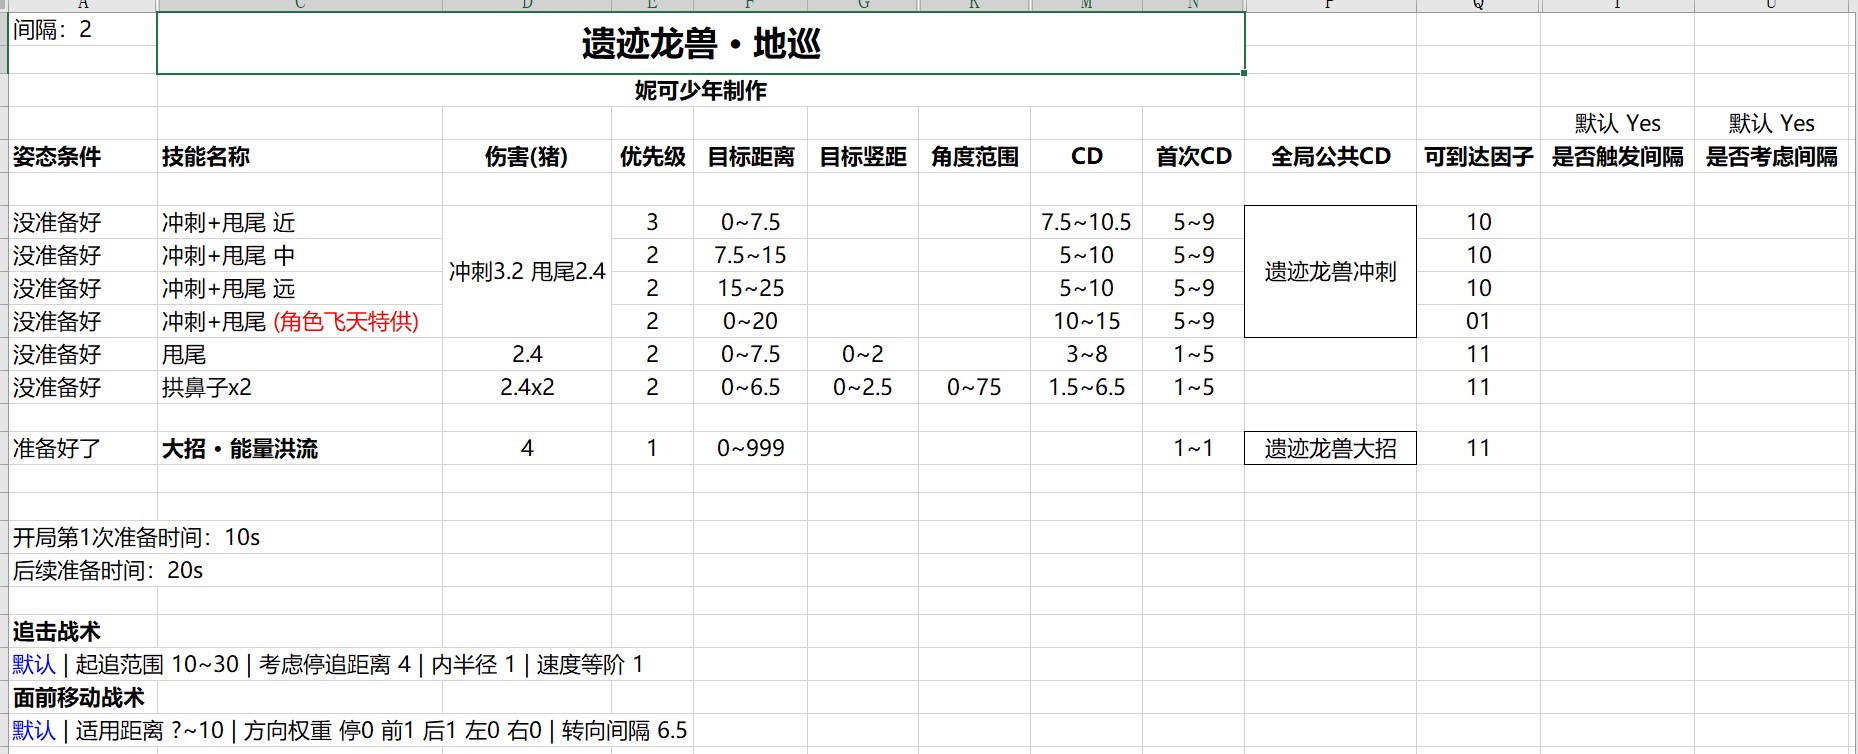 A C D E F G K M N P Q T U
间隔：2
遗迹龙兽·地巡
妮可少年制作
默认 Yes 默认 Yes
姿态条件 技能名称 伤害(猪) 优先级 目标距离 目标竖距 角度范围 CD 首次CD 全局公共CD 可到达因子 是否触发间隔 是否考虑间隔
没准备好 冲刺+甩尾 近 3 0~7.5 7.5~10.5 5~9 10
没准备好 冲刺+甩尾 中 2 7.5~15 5~10 5~9 10
冲刺3.2 甩尾2.4 遗迹龙兽冲刺
没准备好 冲刺+甩尾 远 2 15~25 5~10 5~9 10
没准备好 冲刺+甩尾 (角色飞天特供) 2 0~20 10~15 5~9 01
没准备好 甩尾 2.4 2 0~7.5 0~2 3~8 1~5 11
没准备好 拱鼻子x2 2.4x2 2 0~6.5 0~2.5 0~75 1.5~6.5 1~5 11
准备好了 大招·能量洪流 4 1 0~999 1~1 遗迹龙兽大招 11
开局第1次准备时间：10s
后续准备时间：20s
追击战术
默认 | 起追范围 10~30 | 考虑停追距离 4 | 内半径 1 | 速度等阶 1
面前移动战术
默认 | 适用距离 ?~10 | 方向权重 停0 前1 后1 左0 右0 | 转向间隔 6.5